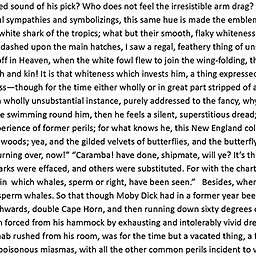 ed sound of his pick? Who does not feel the irresistible arm drag?
l sympathies and symbolizings, this same hue is made the emblem
white shark of the tropics; what but their smooth, flaky whiteness
dashed upon the main hatches, I saw a regal, feathery thing of un
off in Heaven, when the white fowl flew to join the wing-folding, th
h and kin! It is that whiteness which invests him, a thing expressed
ss—though for the time either wholly or in great part stripped of a
a wholly unsubstantial instance, purely addressed to the fancy, why
e swimming round him, then he feels a silent, superstitious dread;
perience of former perils; for what knows he, this New England col
woods; yea, and the gilded velvets of butterflies, and the butterfly
urning over, now!” “Caramba! have done, shipmate, will ye? It’s th
arks were effaced, and others were substituted. For with the chart
in which whales, sperm or right, have been seen.” Besides, when
sperm whales. So that though Moby Dick had in a former year bee
hwards, double Cape Horn, and then running down sixty degrees o
n forced from his hammock by exhausting and intolerably vivid dre
hab rushed from his room, was for the time but a vacated thing, a f
poisonous miasmas, with all the other common perils incident to v